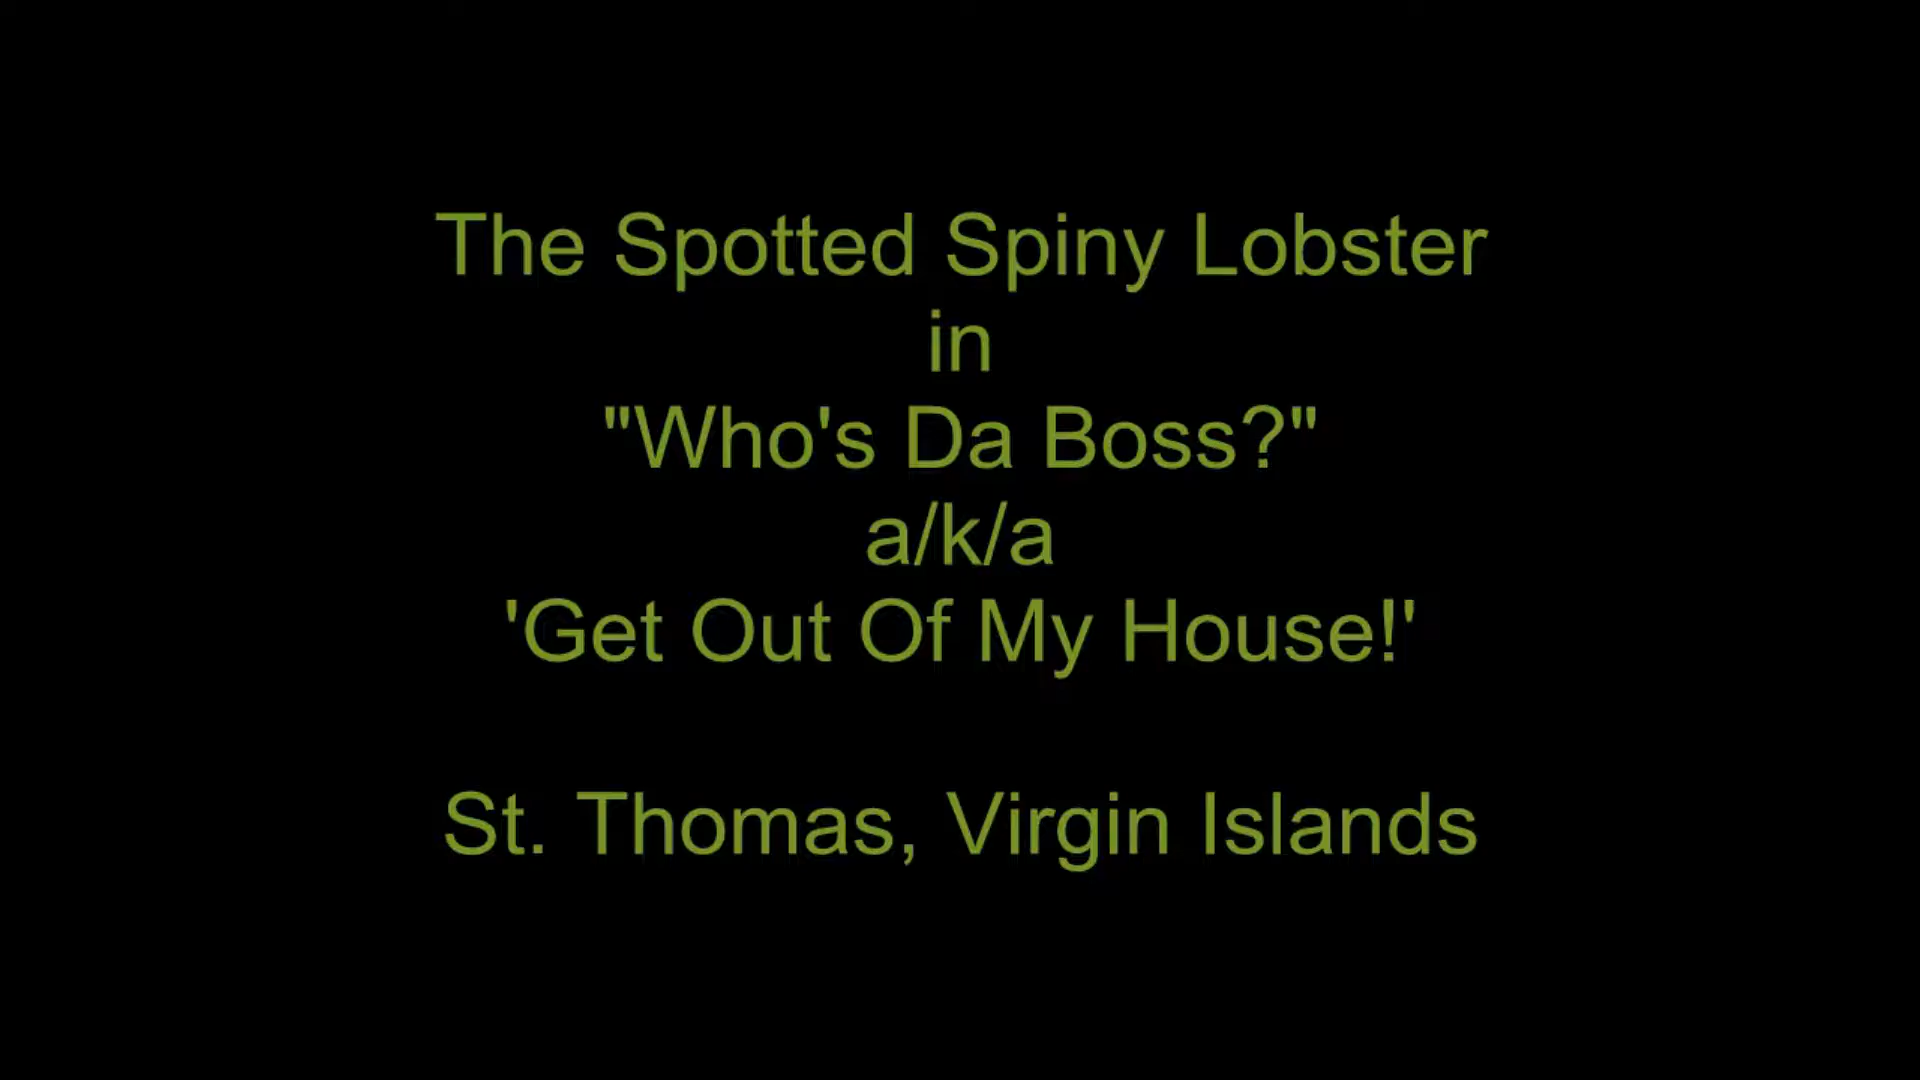 The Spotted Spiny Lobster
in
"Who's Da Boss?"
a/k/a
'Get Out Of My House!'
St. Thomas, Virgin Islands